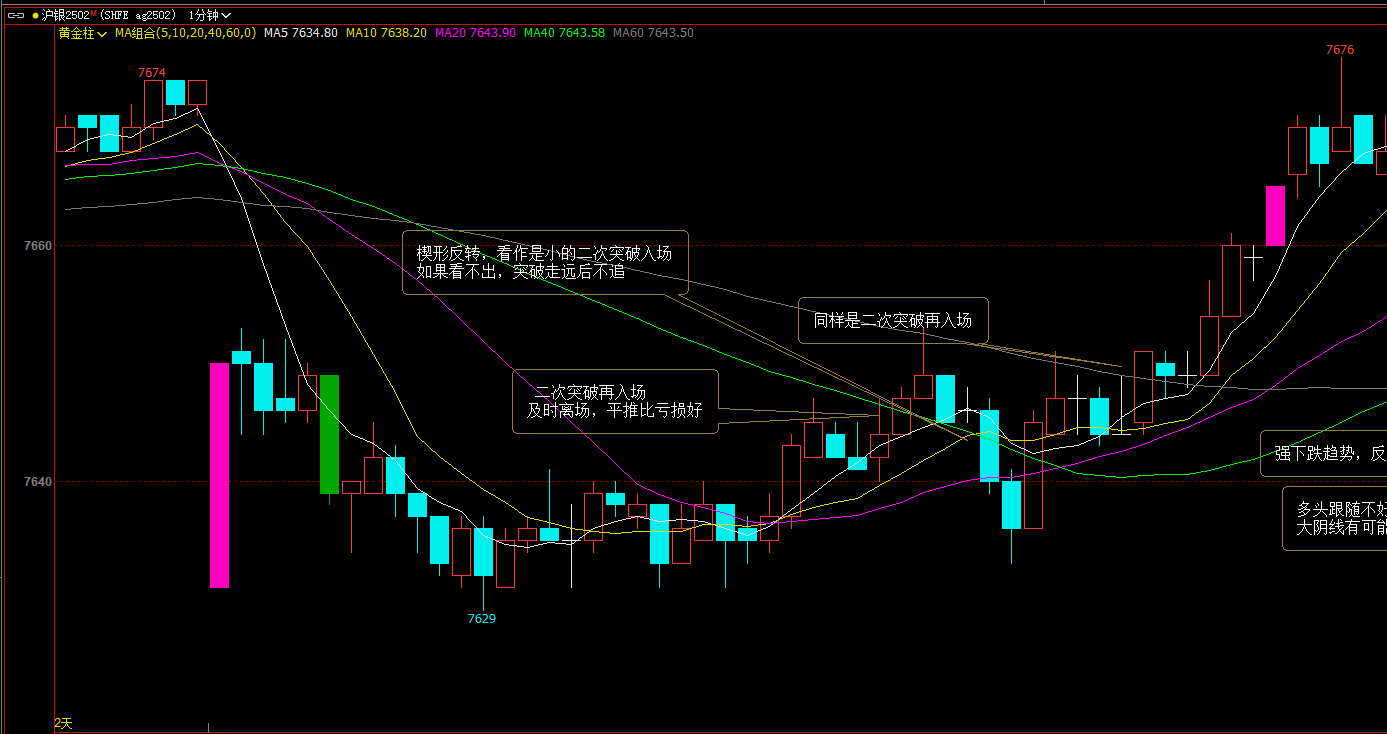 沪银2502ᴹ (SHFE ag2502) 1分钟
黄金柱 MA组合(5,10,20,40,60,0) MA5 7634.80 MA10 7638.20 MA20 7643.90 MA40 7643.58 MA60 7643.50
7676
7674
7660
楔形反转，看作是小的二次突破入场
如果看不出，突破走远后不追
同样是二次突破再入场
二次突破再入场
及时离场，平推比亏损好
强下跌趋势，反
7640
多头跟随不好
大阴线有可能
7629
2天